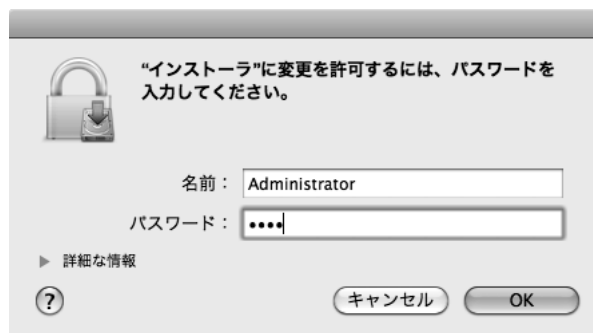 “インストーラ”に変更を許可するには、パスワードを
入力してください。
名前： Administrator
パスワード： ••••
詳細な情報
? キャンセル OK